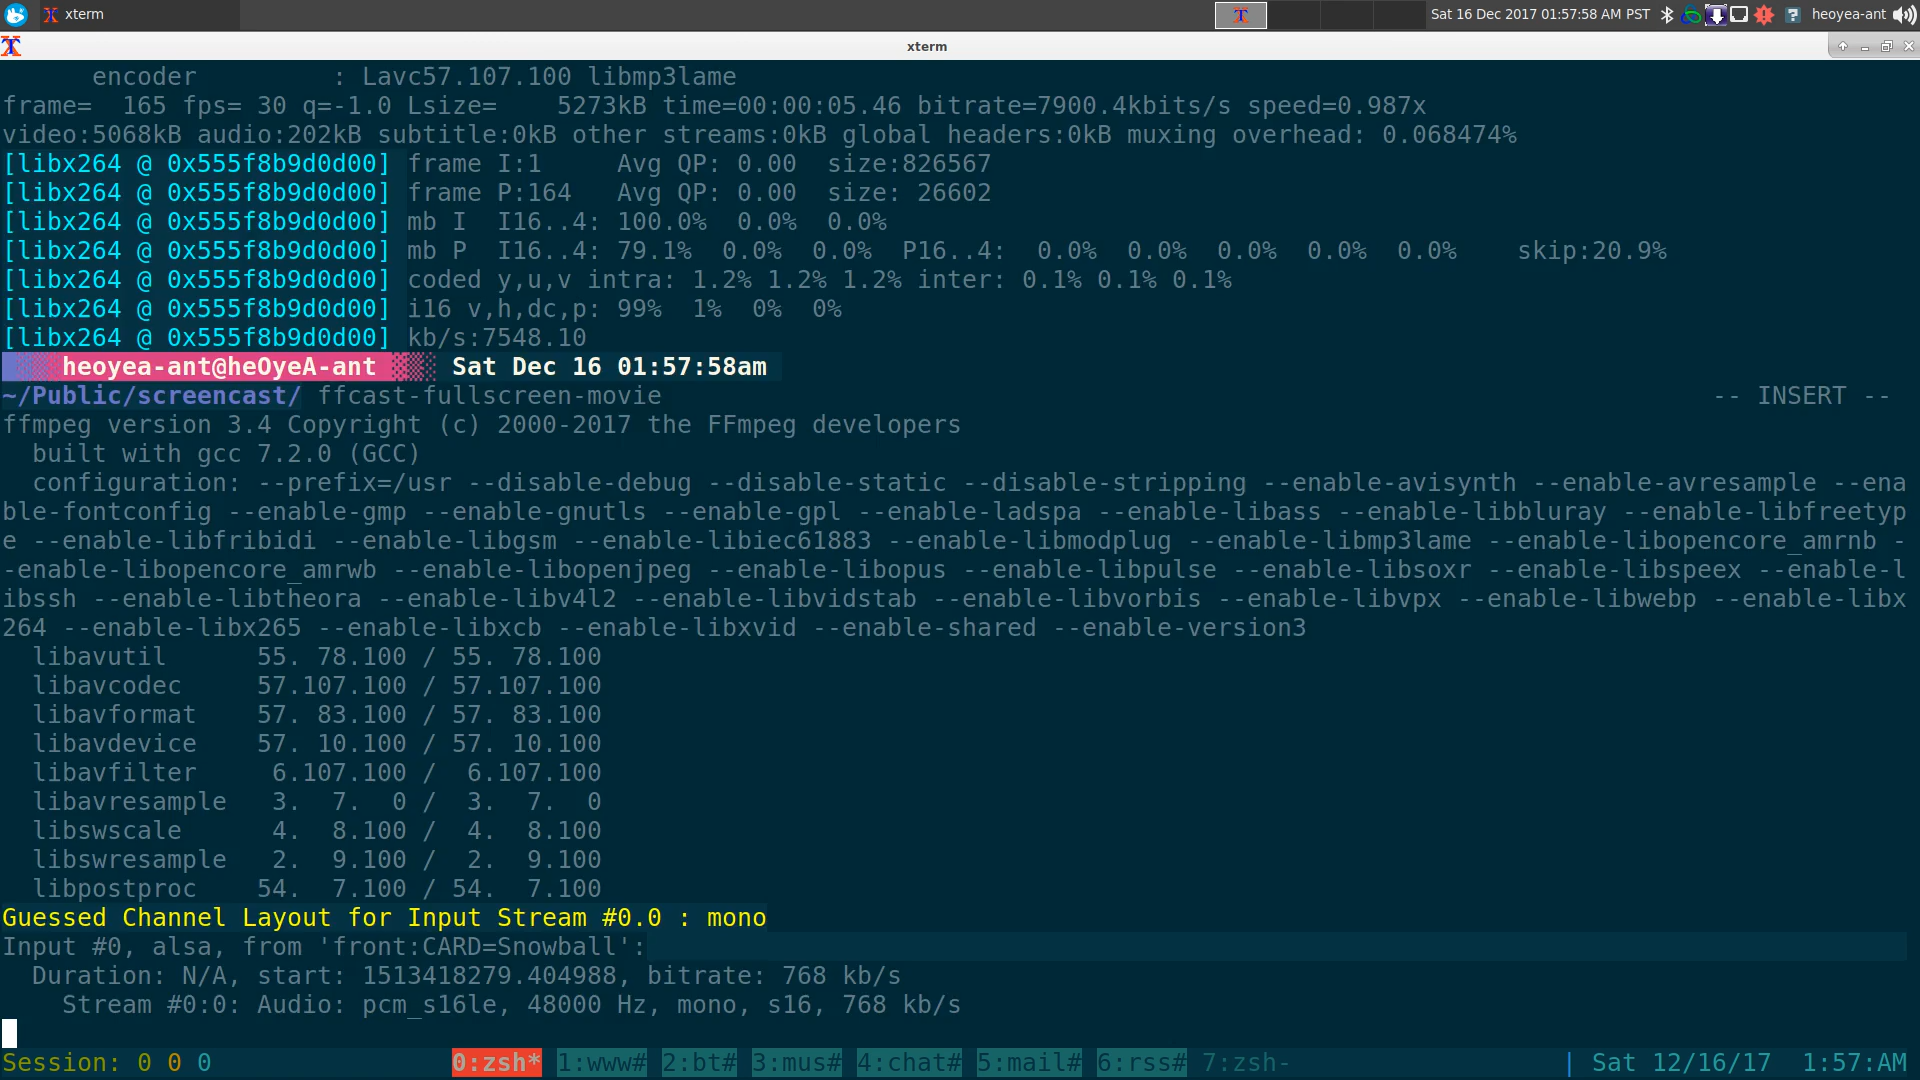 xterm
Sat 16 Dec 2017 01:57:58 AM PST
heoyea-ant
xterm
encoder         : Lavc57.107.100 libmp3lame
frame=  165 fps= 30 q=-1.0 Lsize=    5273kB time=00:00:05.46 bitrate=7900.4kbits/s speed=0.987x
video:5068kB audio:202kB subtitle:0kB other streams:0kB global headers:0kB muxing overhead: 0.068474%
[libx264 @ 0x555f8b9d0d00] frame I:1     Avg QP: 0.00  size:826567
[libx264 @ 0x555f8b9d0d00] frame P:164   Avg QP: 0.00  size: 26602
[libx264 @ 0x555f8b9d0d00] mb I  I16..4: 100.0%  0.0%  0.0%
[libx264 @ 0x555f8b9d0d00] mb P  I16..4: 79.1%  0.0%  0.0%  P16..4:  0.0%  0.0%  0.0%  0.0%  0.0%    skip:20.9%
[libx264 @ 0x555f8b9d0d00] coded y,u,v intra: 1.2% 1.2% 1.2% inter: 0.1% 0.1% 0.1%
[libx264 @ 0x555f8b9d0d00] i16 v,h,dc,p: 99%  1%  0%  0%
[libx264 @ 0x555f8b9d0d00] kb/s:7548.10
heoyea-ant@heOyeA-ant Sat Dec 16 01:57:58am
~/Public/screencast/ ffcast-fullscreen-movie -- INSERT --
ffmpeg version 3.4 Copyright (c) 2000-2017 the FFmpeg developers
built with gcc 7.2.0 (GCC)
configuration: --prefix=/usr --disable-debug --disable-static --disable-stripping --enable-avisynth --enable-avresample --ena
ble-fontconfig --enable-gmp --enable-gnutls --enable-gpl --enable-ladspa --enable-libass --enable-libbluray --enable-libfreetyp
e --enable-libfribidi --enable-libgsm --enable-libiec61883 --enable-libmodplug --enable-libmp3lame --enable-libopencore_amrnb -
-enable-libopencore_amrwb --enable-libopenjpeg --enable-libopus --enable-libpulse --enable-libsoxr --enable-libspeex --enable-l
ibssh --enable-libtheora --enable-libv4l2 --enable-libvidstab --enable-libvorbis --enable-libvpx --enable-libwebp --enable-libx
264 --enable-libx265 --enable-libxcb --enable-libxvid --enable-shared --enable-version3
libavutil      55. 78.100 / 55. 78.100
libavcodec     57.107.100 / 57.107.100
libavformat    57. 83.100 / 57. 83.100
libavdevice    57. 10.100 / 57. 10.100
libavfilter     6.107.100 /  6.107.100
libavresample   3.  7.  0 /  3.  7.  0
libswscale      4.  8.100 /  4.  8.100
libswresample   2.  9.100 /  2.  9.100
libpostproc    54.  7.100 / 54.  7.100
Guessed Channel Layout for Input Stream #0.0 : mono
Input #0, alsa, from 'front:CARD=Snowball':
Duration: N/A, start: 1513418279.404988, bitrate: 768 kb/s
Stream #0:0: Audio: pcm_s16le, 48000 Hz, mono, s16, 768 kb/s
Session: 0 0 0 0:zsh* 1:www# 2:bt# 3:mus# 4:chat# 5:mail# 6:rss# 7:zsh- | Sat 12/16/17  1:57:AM